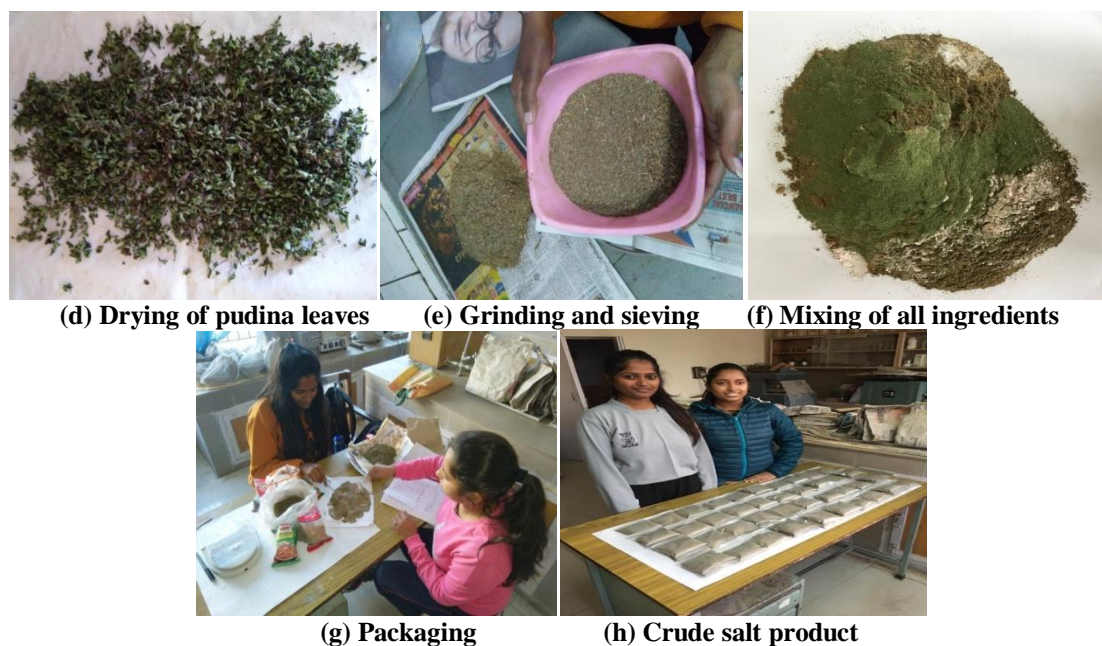 (d) Drying of pudina leaves
(e) Grinding and sieving
(f) Mixing of all ingredients
(g) Packaging
(h) Crude salt product